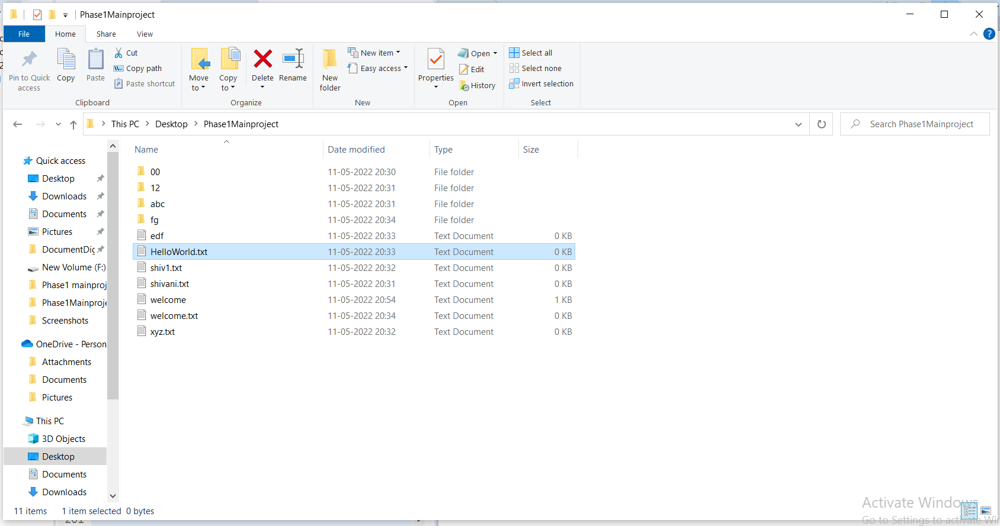 Phase1Mainproject
File Home Share View
Pin to Quick access
Copy
Paste
Cut
Copy path
Paste shortcut
Clipboard
Move to
Copy to
Delete
Rename
Organize
New folder
New item
Easy access
New
Properties
Open
Edit
History
Open
Select all
Select none
Invert selection
Select
This PC > Desktop > Phase1Mainproject
Search Phase1Mainproject
Quick access
Desktop
Downloads
Documents
Pictures
DocumentDig
New Volume (F:)
Phase1 mainproj
Phase1Mainproje
Screenshots
OneDrive - Person
Attachments
Documents
Pictures
This PC
3D Objects
Desktop
Documents
Downloads
Name Date modified Type Size
00 11-05-2022 20:30 File folder
12 11-05-2022 20:31 File folder
abc 11-05-2022 20:31 File folder
fg 11-05-2022 20:34 File folder
edf 11-05-2022 20:33 Text Document 0 KB
HelloWorld.txt 11-05-2022 20:33 Text Document 0 KB
shiv1.txt 11-05-2022 20:32 Text Document 0 KB
shivani.txt 11-05-2022 20:31 Text Document 0 KB
welcome 11-05-2022 20:54 Text Document 1 KB
welcome.txt 11-05-2022 20:34 Text Document 0 KB
xyz.txt 11-05-2022 20:32 Text Document 0 KB
11 items 1 item selected 0 bytes
Activate Windows
Go to Settings to activate Wi